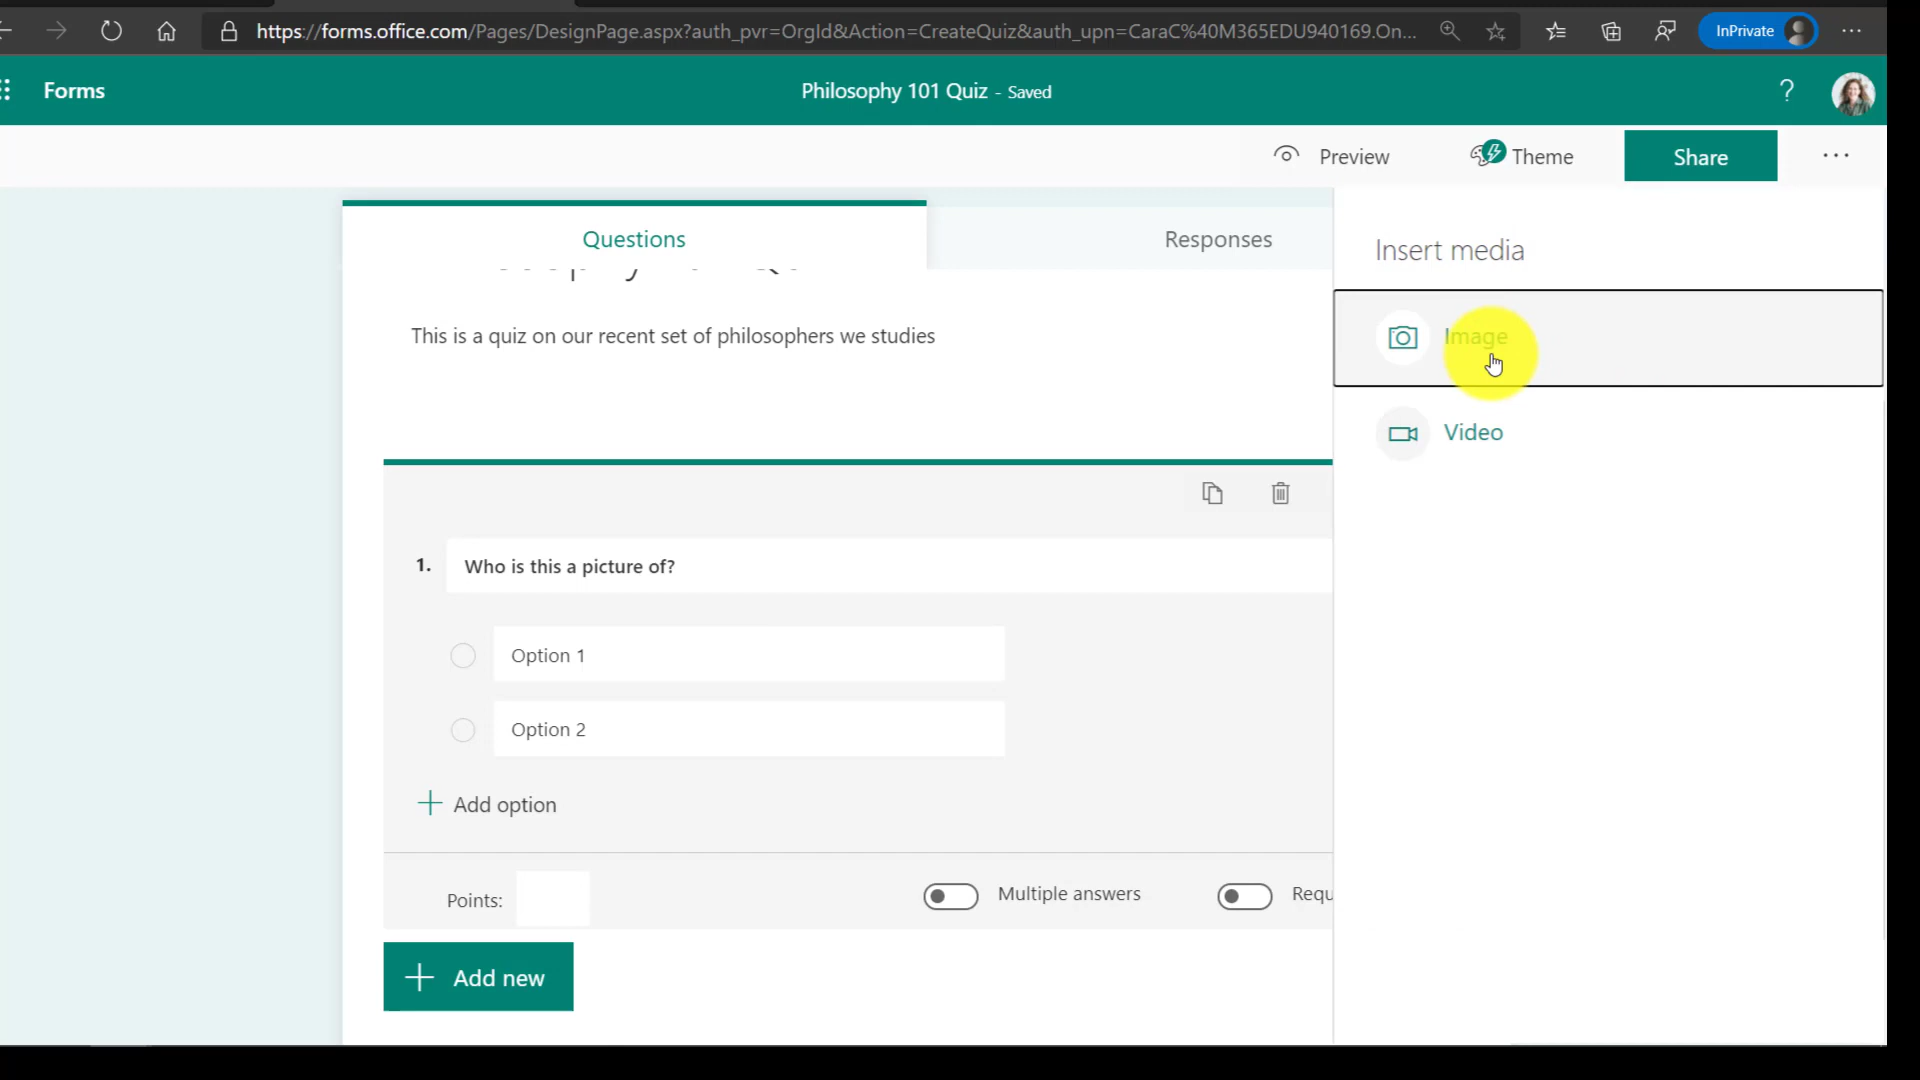 https://forms.office.com/Pages/DesignPage.aspx?auth_pvr=OrgId&Action=CreateQuiz&auth_upn=CaraC%40M365EDU940169.On...
InPrivate
Forms
Philosophy 101 Quiz - Saved
?
Preview
Theme
Share
Questions
Responses
Insert media
This is a quiz on our recent set of philosophers we studies
Image
Video
1. Who is this a picture of?
Option 1
Option 2
Add option
Points:
Multiple answers
Requ
Add new